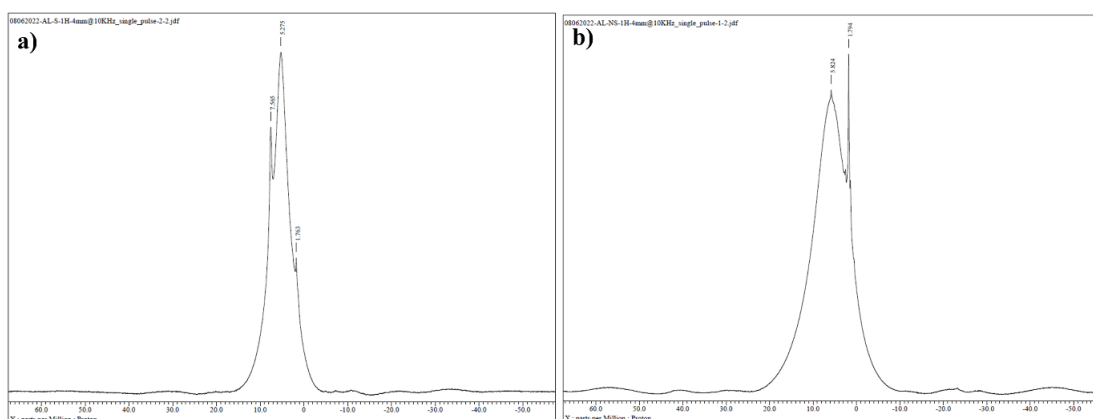 08062022-AL-S-1H-4mm@10KHz_single_pulse-2-2.jdf
a)
7.565
5.275
1.763
60.0 50.0 40.0 30.0 20.0 10.0 0 -10.0 -20.0 -30.0 -40.0 -50.0
X : parts per Million : Proton
08062022-AL-NS-1H-4mm@10KHz_single_pulse-1-2.jdf
b)
5.824
1.794
60.0 50.0 40.0 30.0 20.0 10.0 0 -10.0 -20.0 -30.0 -40.0 -50.0
X : parts per Million : Proton